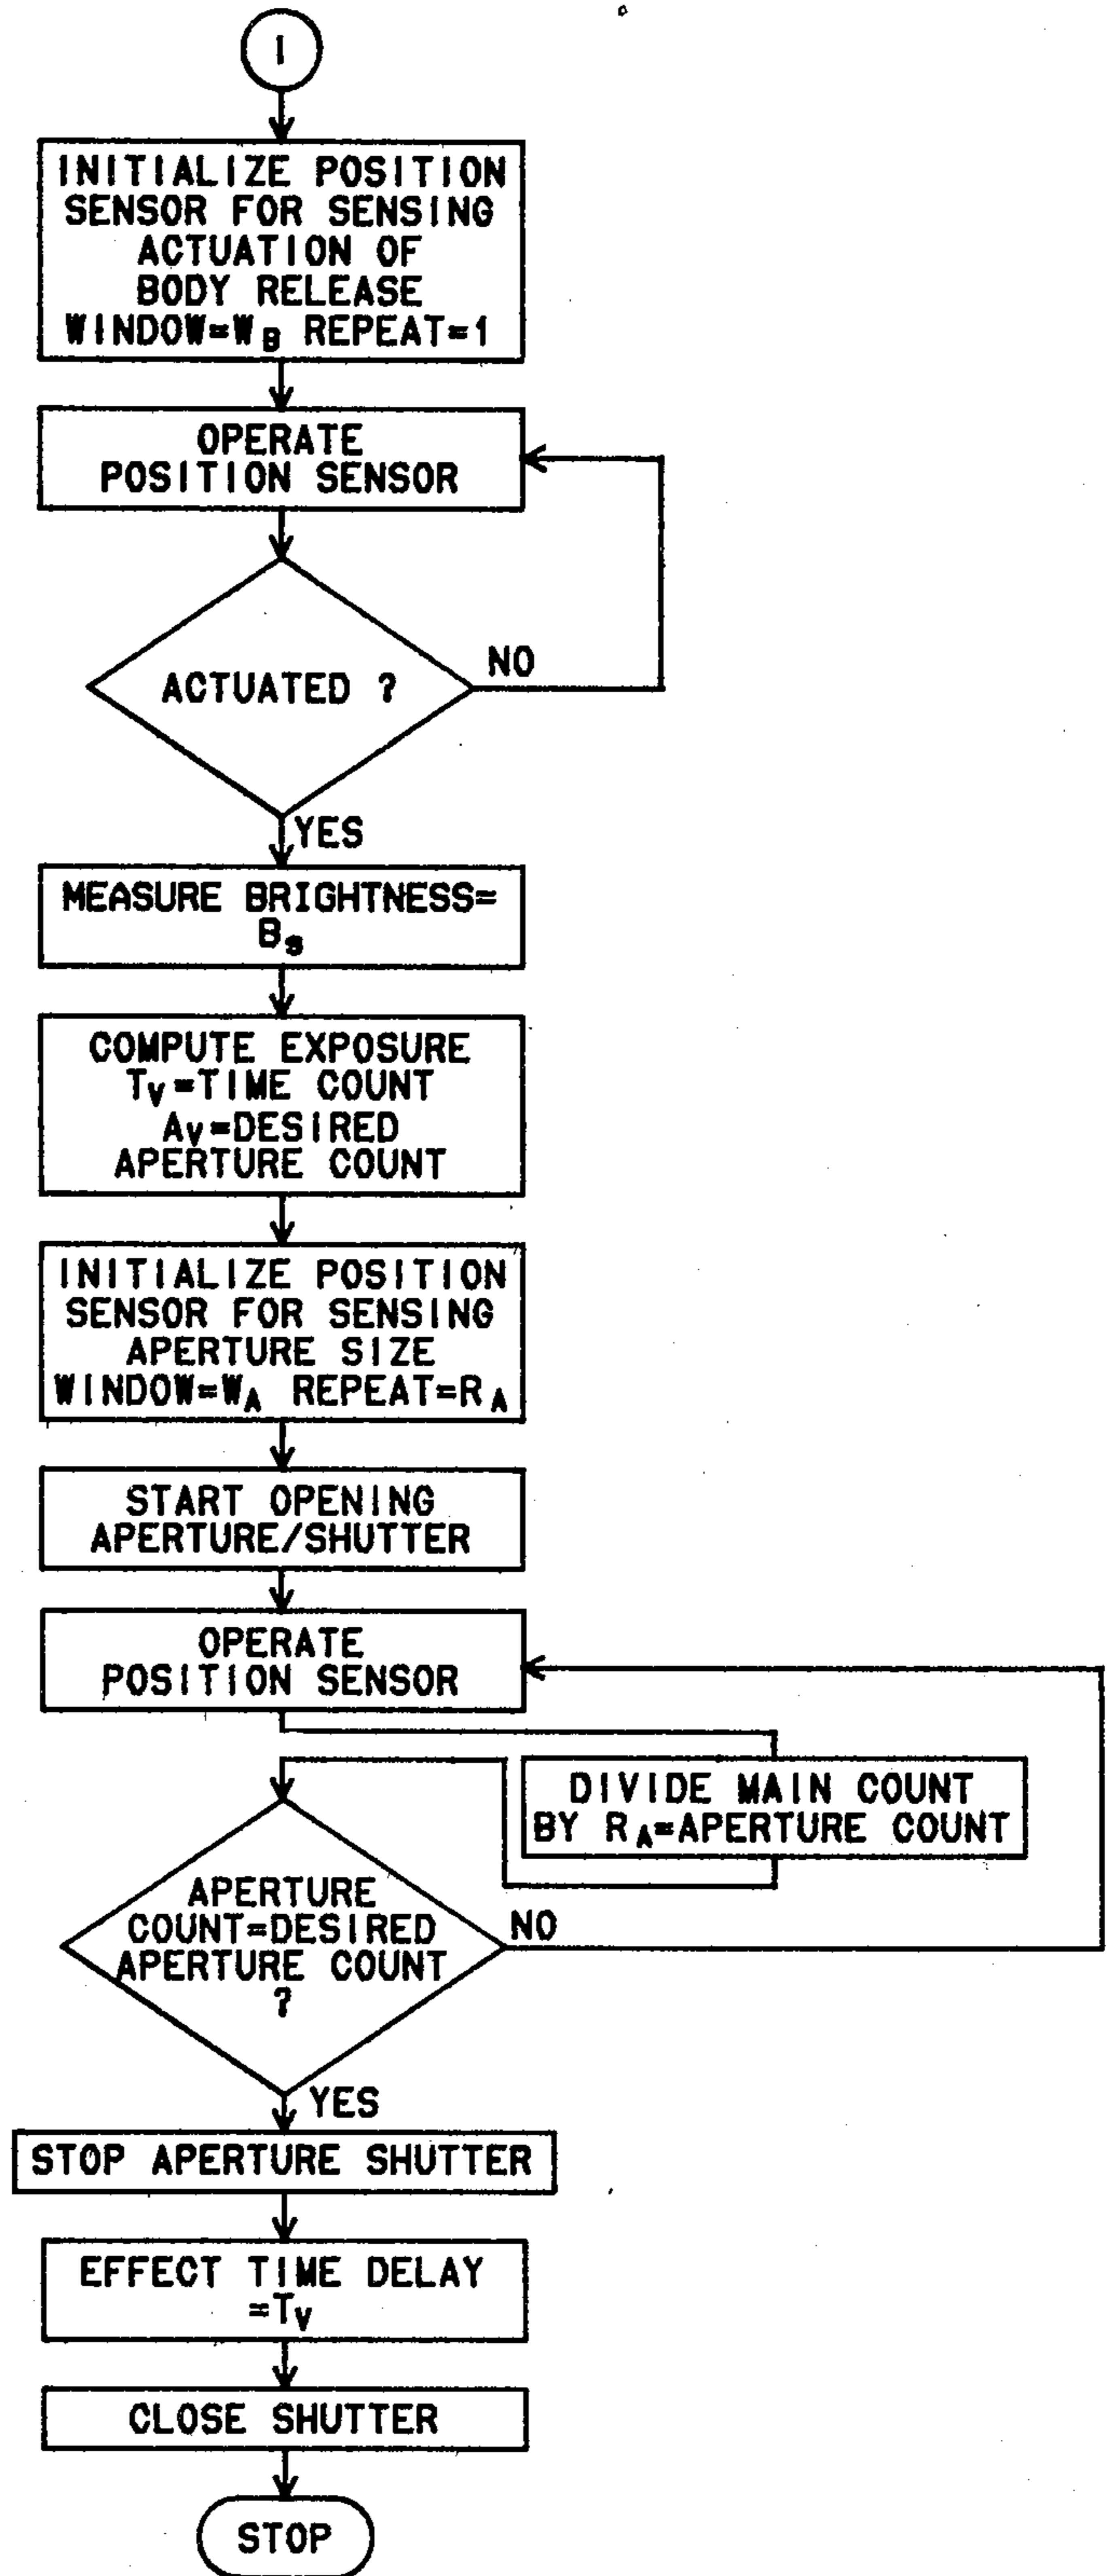 1
INITIALIZE POSITION
SENSOR FOR SENSING
ACTUATION OF
BODY RELEASE
WINDOW=WB REPEAT=1
OPERATE
POSITION SENSOR
ACTUATED ?
NO
YES
MEASURE BRIGHTNESS=
Bs
COMPUTE EXPOSURE
Tv=TIME COUNT
Av=DESIRED
APERTURE COUNT
INITIALIZE POSITION
SENSOR FOR SENSING
APERTURE SIZE
WINDOW=WA REPEAT=RA
START OPENING
APERTURE/SHUTTER
OPERATE
POSITION SENSOR
DIVIDE MAIN COUNT
BY RA=APERTURE COUNT
APERTURE
COUNT=DESIRED
APERTURE COUNT
?
NO
YES
STOP APERTURE SHUTTER
EFFECT TIME DELAY
=Tv
CLOSE SHUTTER
STOP